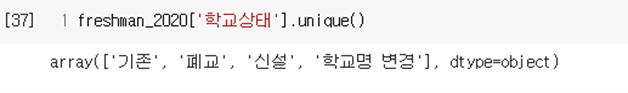 [37] 1 freshman_2020['학교상태'].unique()
array(['기존', '폐교', '신설', '학교명 변경'], dtype=object)